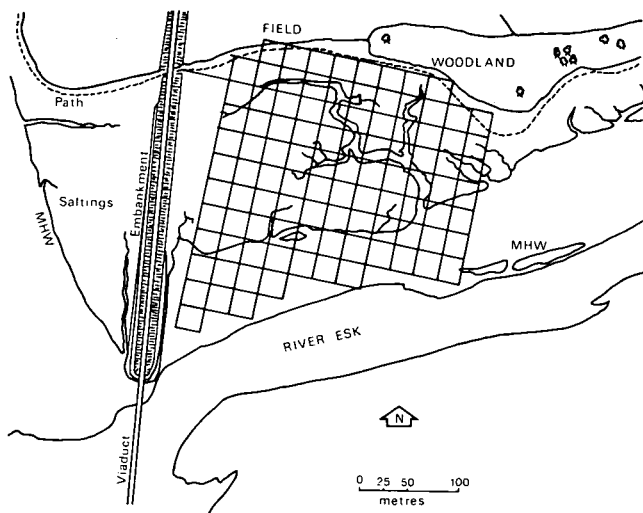 FIELD
WOODLAND
Path
Embankment
Saltings
MHW
MHW
RIVER ESK
N
Viaduct
0 25 50 100
metres